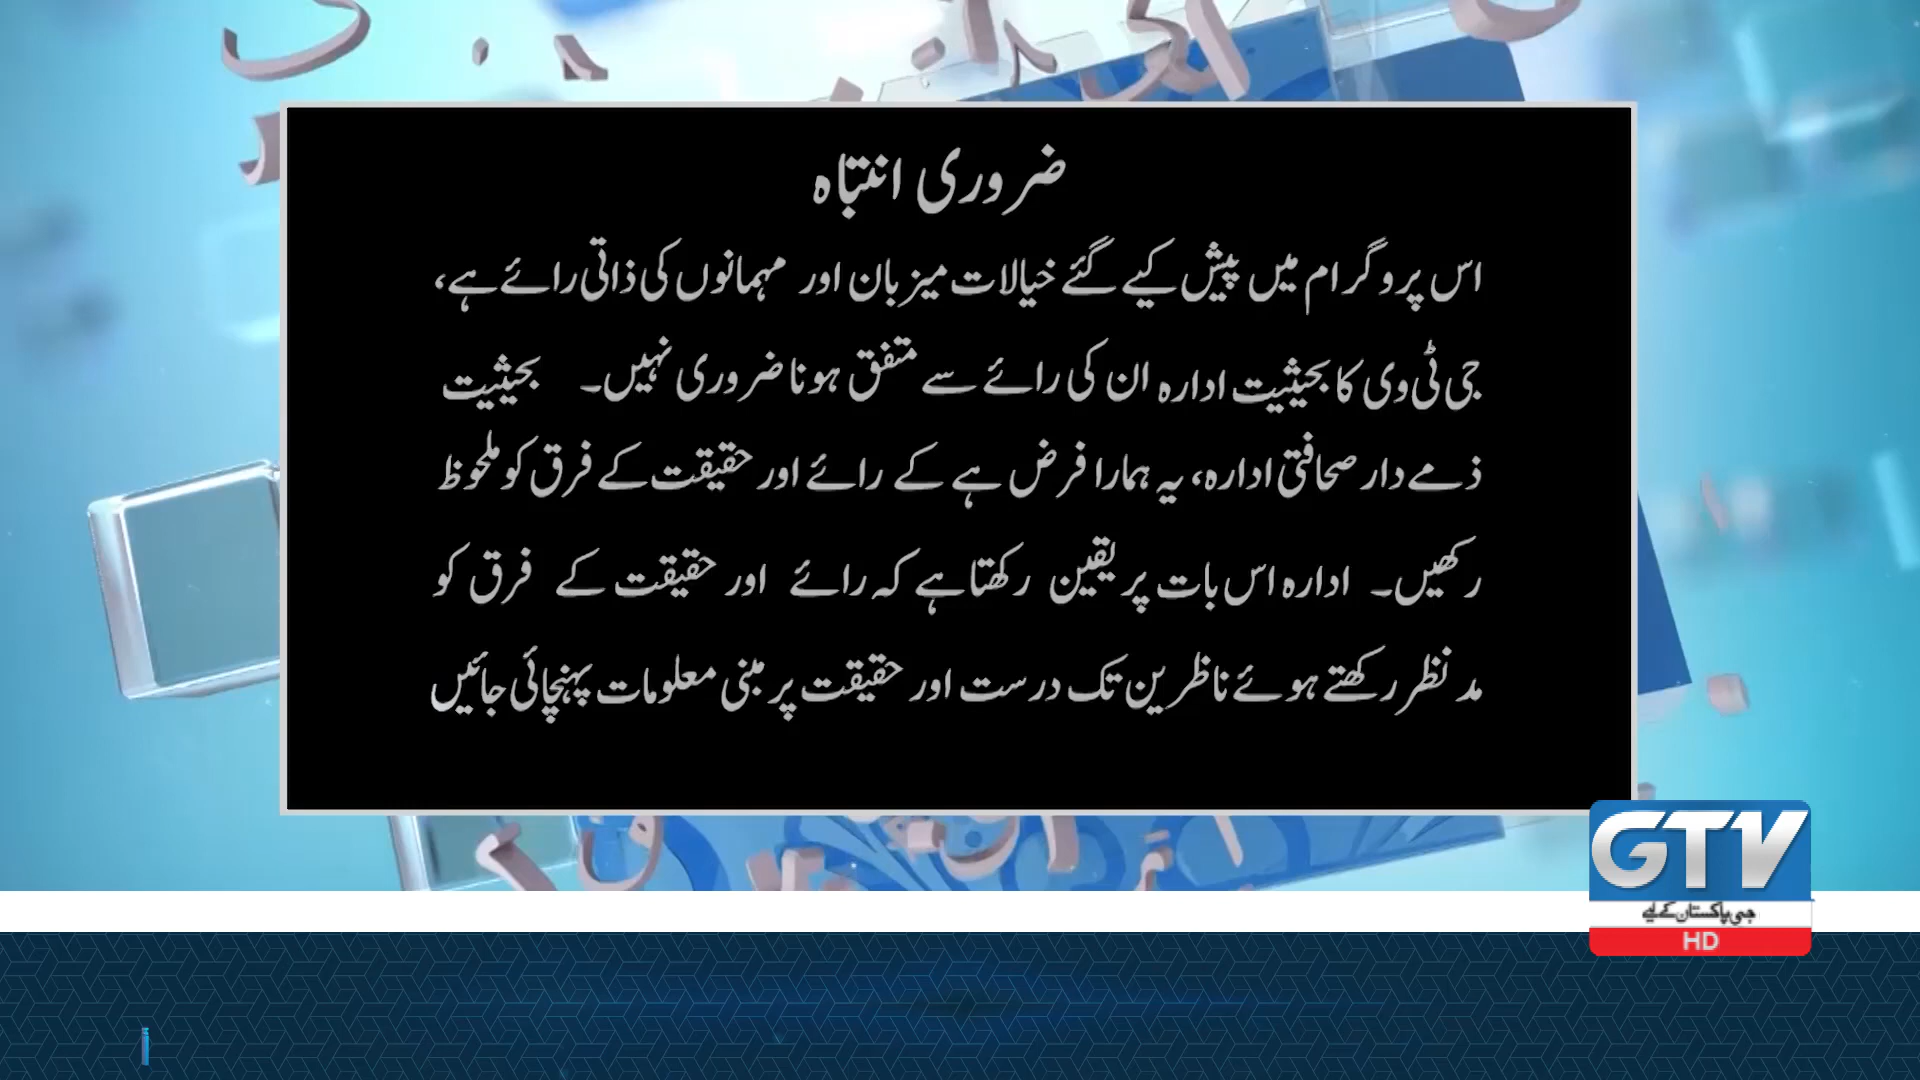 ضروری انتباہ
اس پروگرام میں پیش کیے گئے خیالات میزبان اور مہمانوں کی ذاتی رائے ہے،
جی ٹی وی کا بحیثیت ادارہ ان کی رائے سے متفق ہونا ضروری نہیں۔ بحیثیت
ذمے دار صحافتی ادارہ، یہ ہمارا فرض ہے کے رائے اور حقیقت کے فرق کو ملحوظ
رکھیں۔ ادارہ اس بات پر یقین رکھتا ہے کہ رائے اور حقیقت کے فرق کو
مد نظر رکھتے ہوئے ناظرین تک درست اور حقیقت پر مبنی معلومات پہنچائی جائیں
GTV
جی پاکستان کے لیے
HD